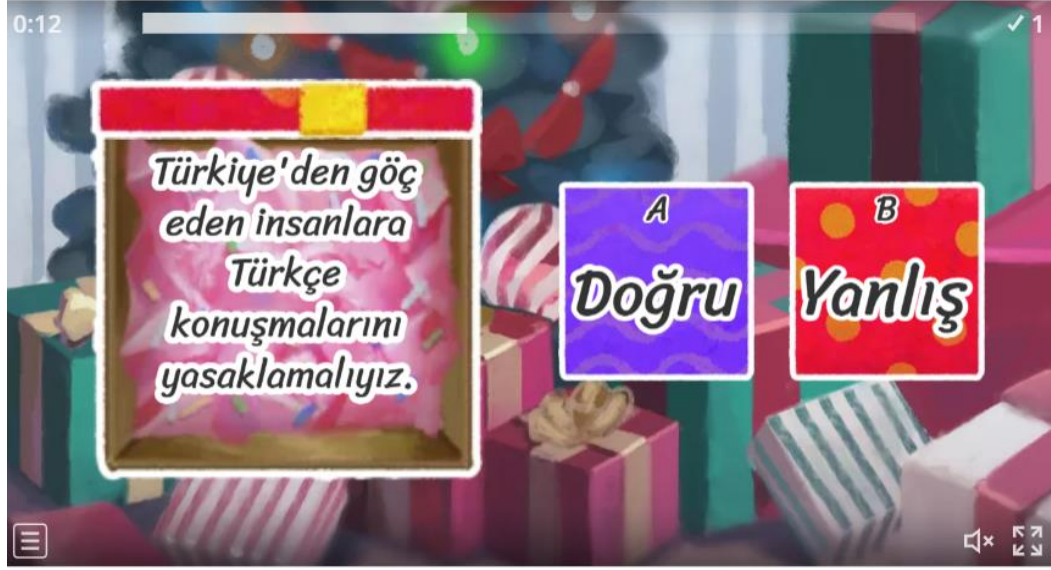 0:12
✓ 1
Türkiye'den göç
eden insanlara
Türkçe
konuşmalarını
yasaklamalıyız.
A
Doğru
B
Yanlış